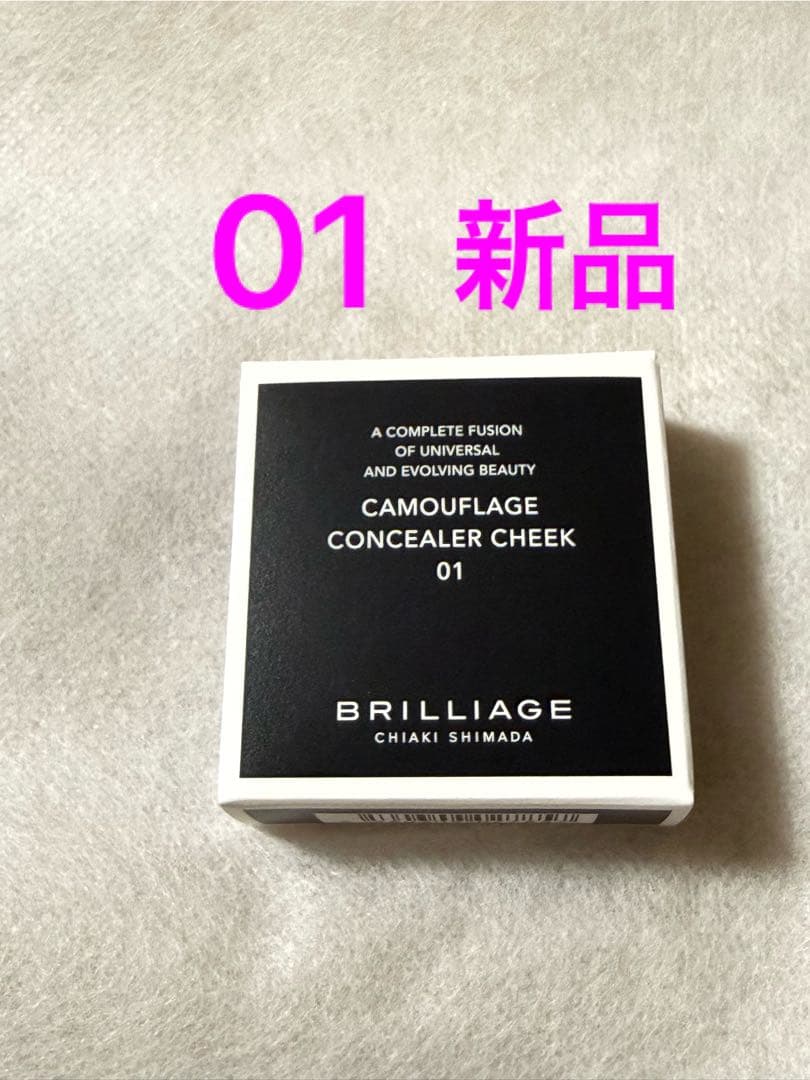 01 新品
A COMPLETE FUSION
OF UNIVERSAL
AND EVOLVING BEAUTY
CAMOUFLAGE
CONCEALER CHEEK
01
BRILLIAGE
CHIAKI SHIMADA